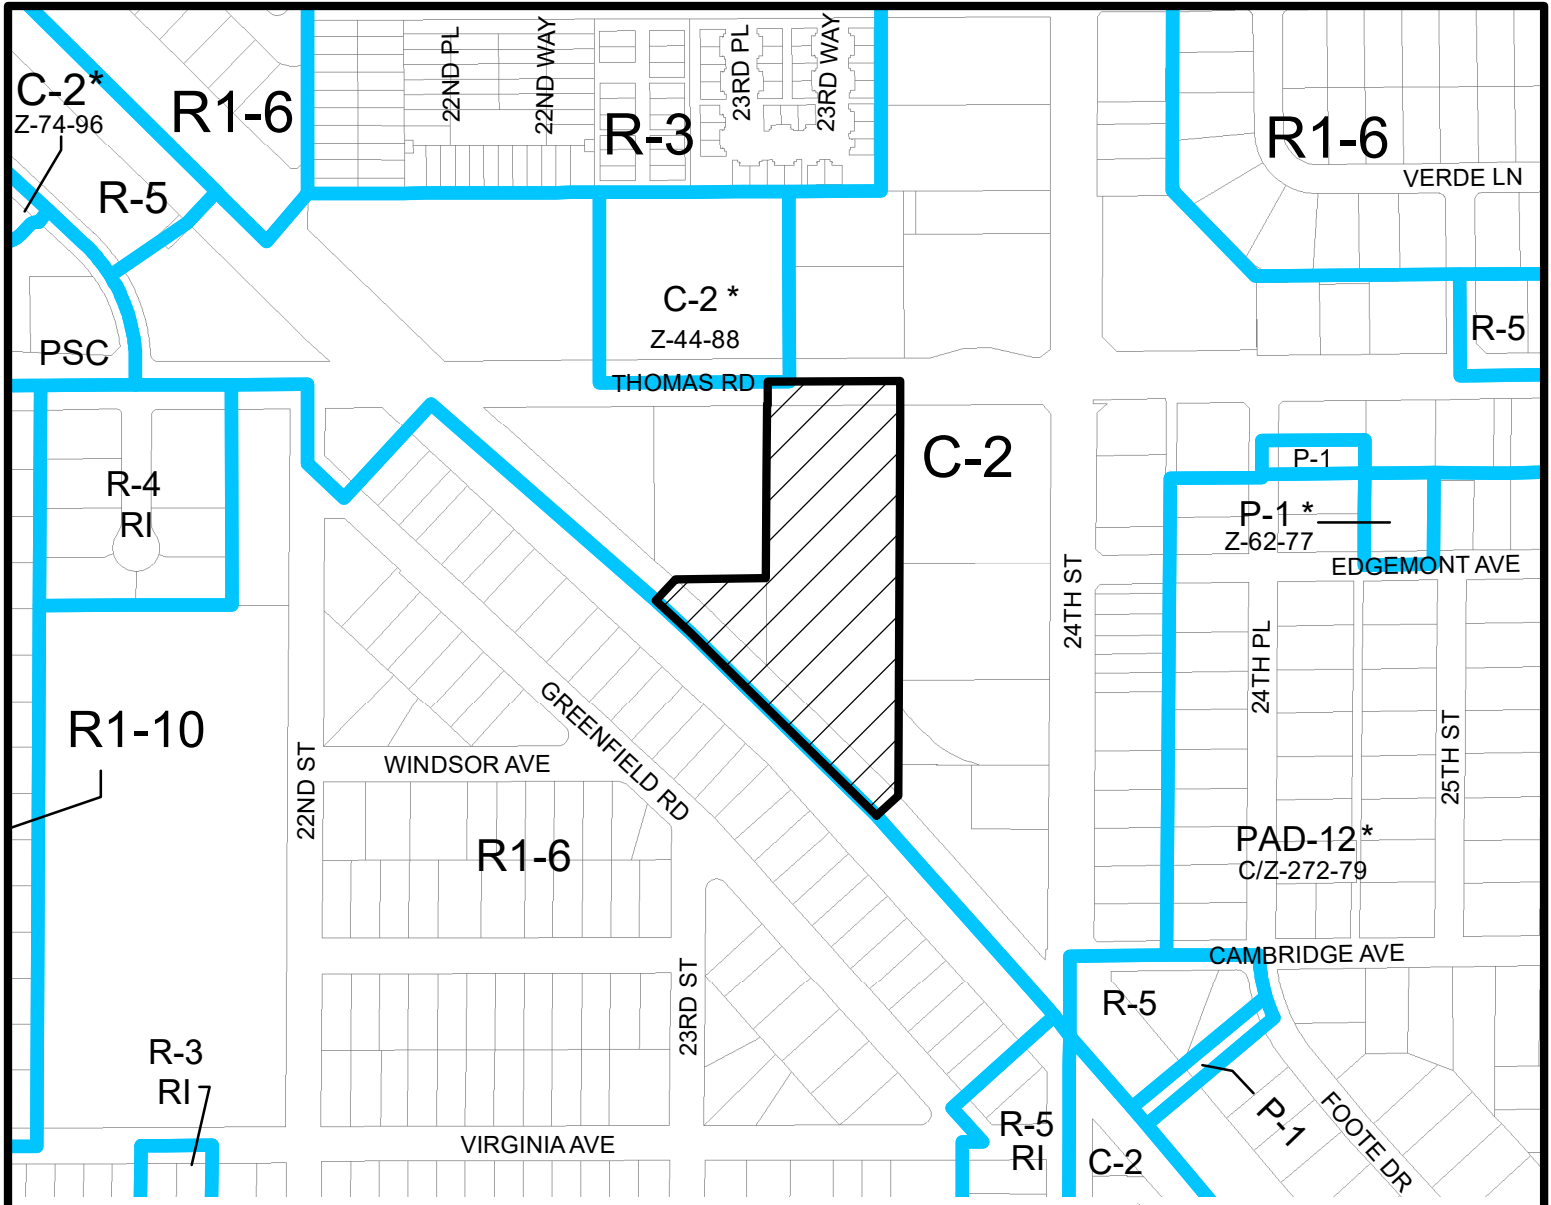 22ND PL
22ND WAY
23RD PL
23RD WAY
C-2*
Z-74-96
R1-6
R-3
R1-6
VERDE LN
R-5
C-2 *
Z-44-88
R-5
PSC
THOMAS RD
C-2
P-1
R-4
RI
P-1 *
Z-62-77
EDGEMONT AVE
24TH ST
24TH PL
25TH ST
R1-10
GREENFIELD RD
WINDSOR AVE
22ND ST
R1-6
PAD-12*
C/Z-272-79
CAMBRIDGE AVE
23RD ST
R-5
R-3
RI
P-1
FOOTE DR
R-5
RI
VIRGINIA AVE
C-2